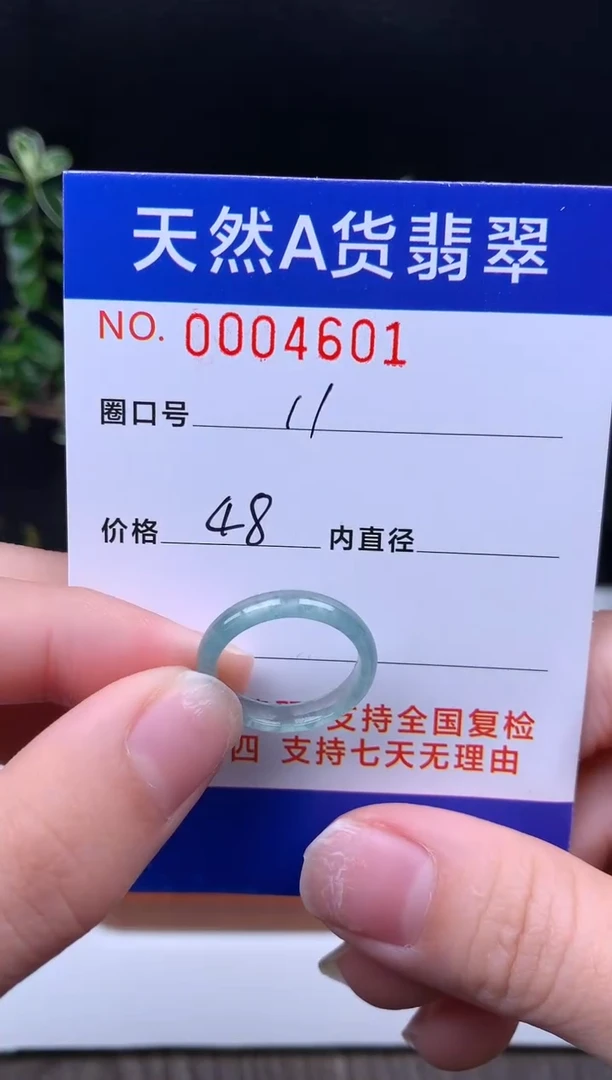 天然A货翡翠
NO. 0004601
圈口号 11
价格 48 内直径
支持全国复检
四 支持七天无理由